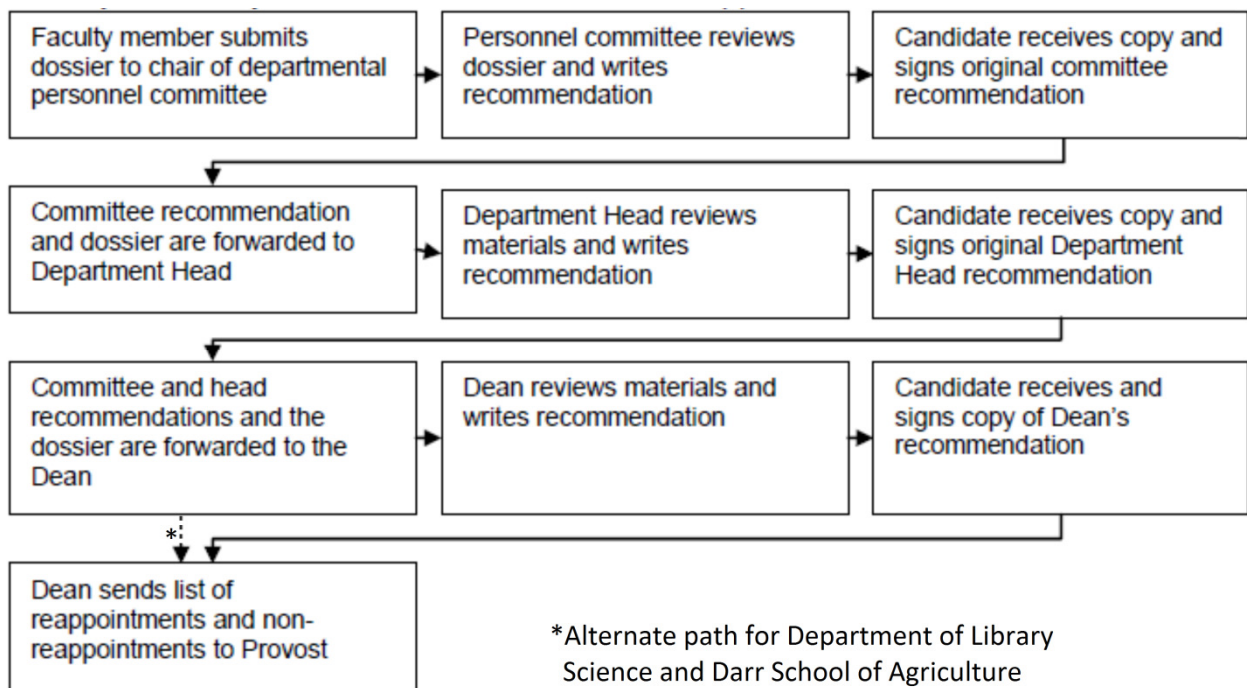 Faculty member submits
dossier to chair of departmental
personnel committee
Personnel committee reviews
dossier and writes
recommendation
Candidate receives copy and
signs original committee
recommendation
Committee recommendation
and dossier are forwarded to
Department Head
Department Head reviews
materials and writes
recommendation
Candidate receives copy and
signs original Department
Head recommendation
Committee and head
recommendations and the
dossier are forwarded to the
Dean
Dean reviews materials and
writes recommendation
Candidate receives and
signs copy of Dean's
recommendation
*
Dean sends list of
reappointments and non-
reappointments to Provost
*Alternate path for Department of Library
Science and Darr School of Agriculture